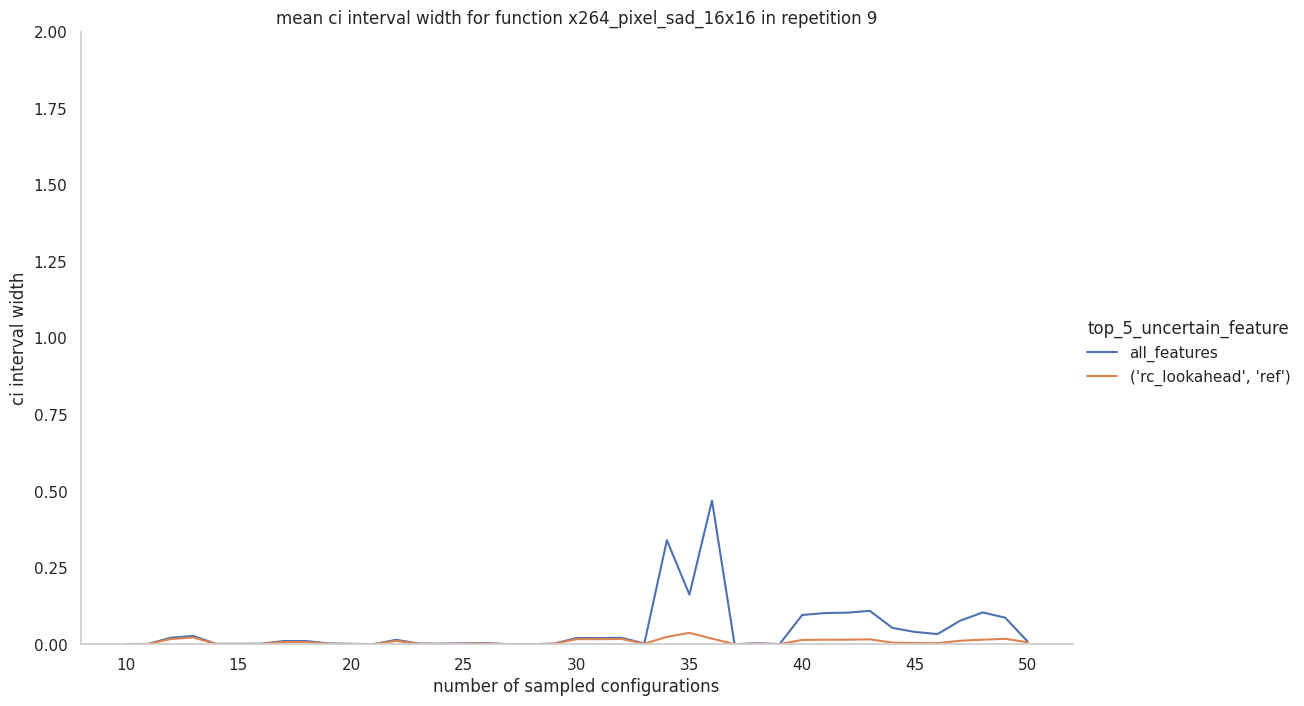 mean ci interval width for function x264_pixel_sad_16x16 in repetition 9
2.00
1.75
1.50
1.25
1.00
0.75
0.50
0.25
0.00
ci interval width
10 15 20 25 30 35 40 45 50
number of sampled configurations
top_5_uncertain_feature
all_features
('rc_lookahead', 'ref')